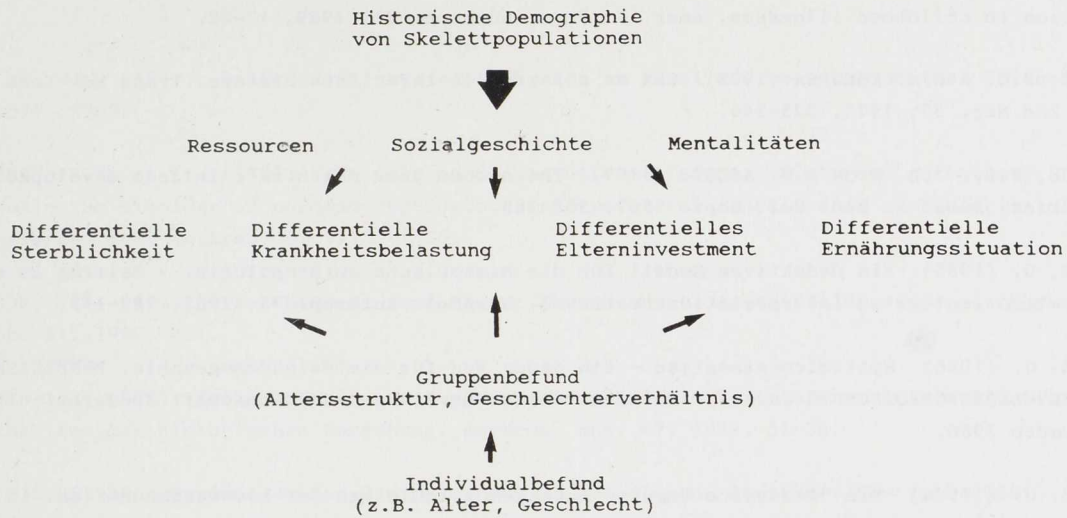 Historische Demographie
von Skelettpopulationen
Ressourcen Sozialgeschichte Mentalitäten
Differentielle Differentielle Differentielles Differentielle
Sterblichkeit Krankheitsbelastung Elterninvestment Ernährungssituation
Gruppenbefund
(Altersstruktur, Geschlechterverhältnis)
Individualbefund
(z.B. Alter, Geschlecht)